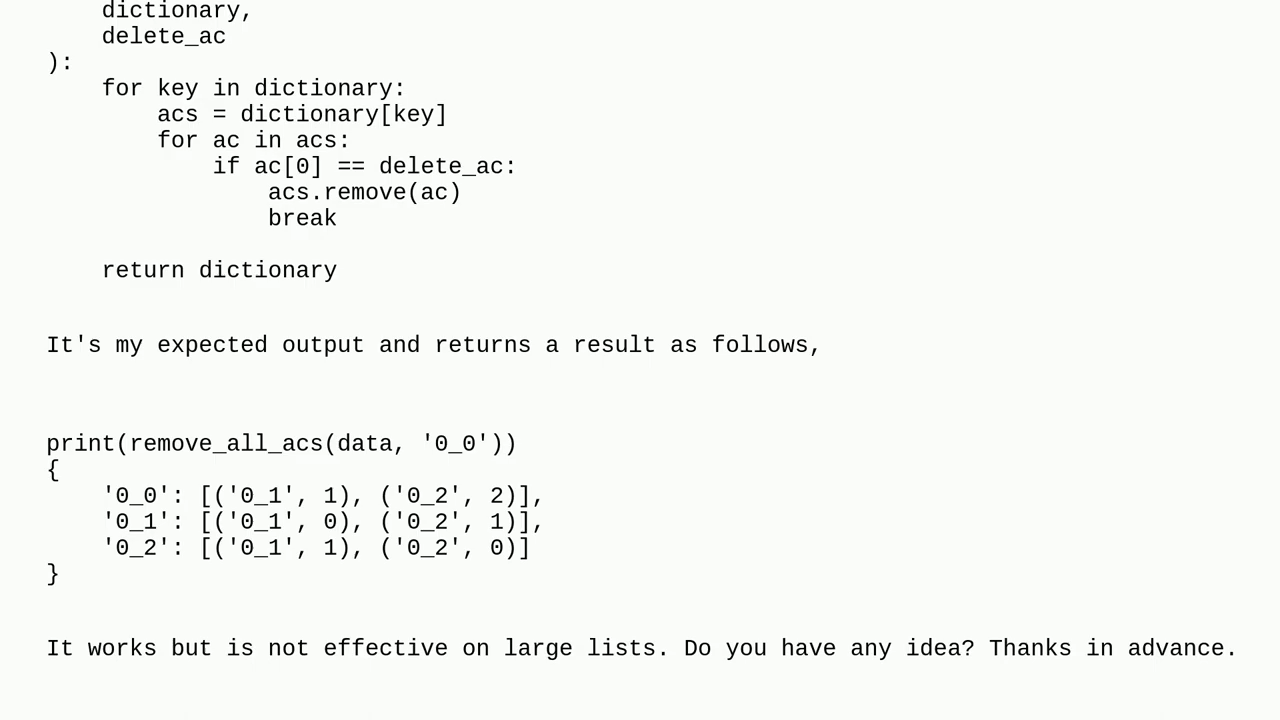 dictionary,
delete_ac
):
for key in dictionary:
acs = dictionary[key]
for ac in acs:
if ac[0] == delete_ac:
acs.remove(ac)
break
return dictionary
It's my expected output and returns a result as follows,
print(remove_all_acs(data, '0_0'))
{
'0_0': [('0_1', 1), ('0_2', 2)],
'0_1': [('0_1', 0), ('0_2', 1)],
'0_2': [('0_1', 1), ('0_2', 0)]
}
It works but is not effective on large lists. Do you have any idea? Thanks in advance.